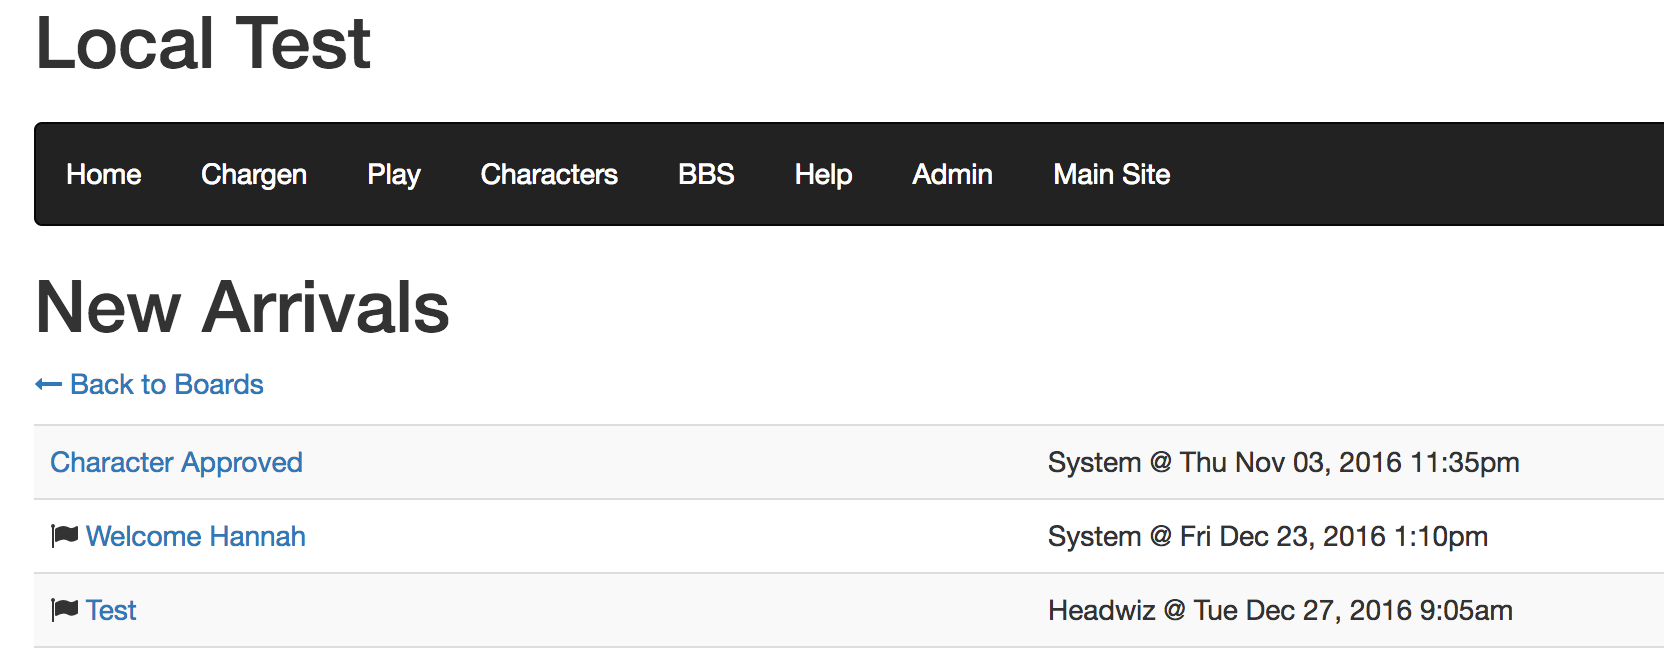 Local Test
Home Chargen Play Characters BBS Help Admin Main Site
New Arrivals
Back to Boards
Character Approved System @ Thu Nov 03, 2016 11:35pm
Welcome Hannah System @ Fri Dec 23, 2016 1:10pm
Test Headwiz @ Tue Dec 27, 2016 9:05am